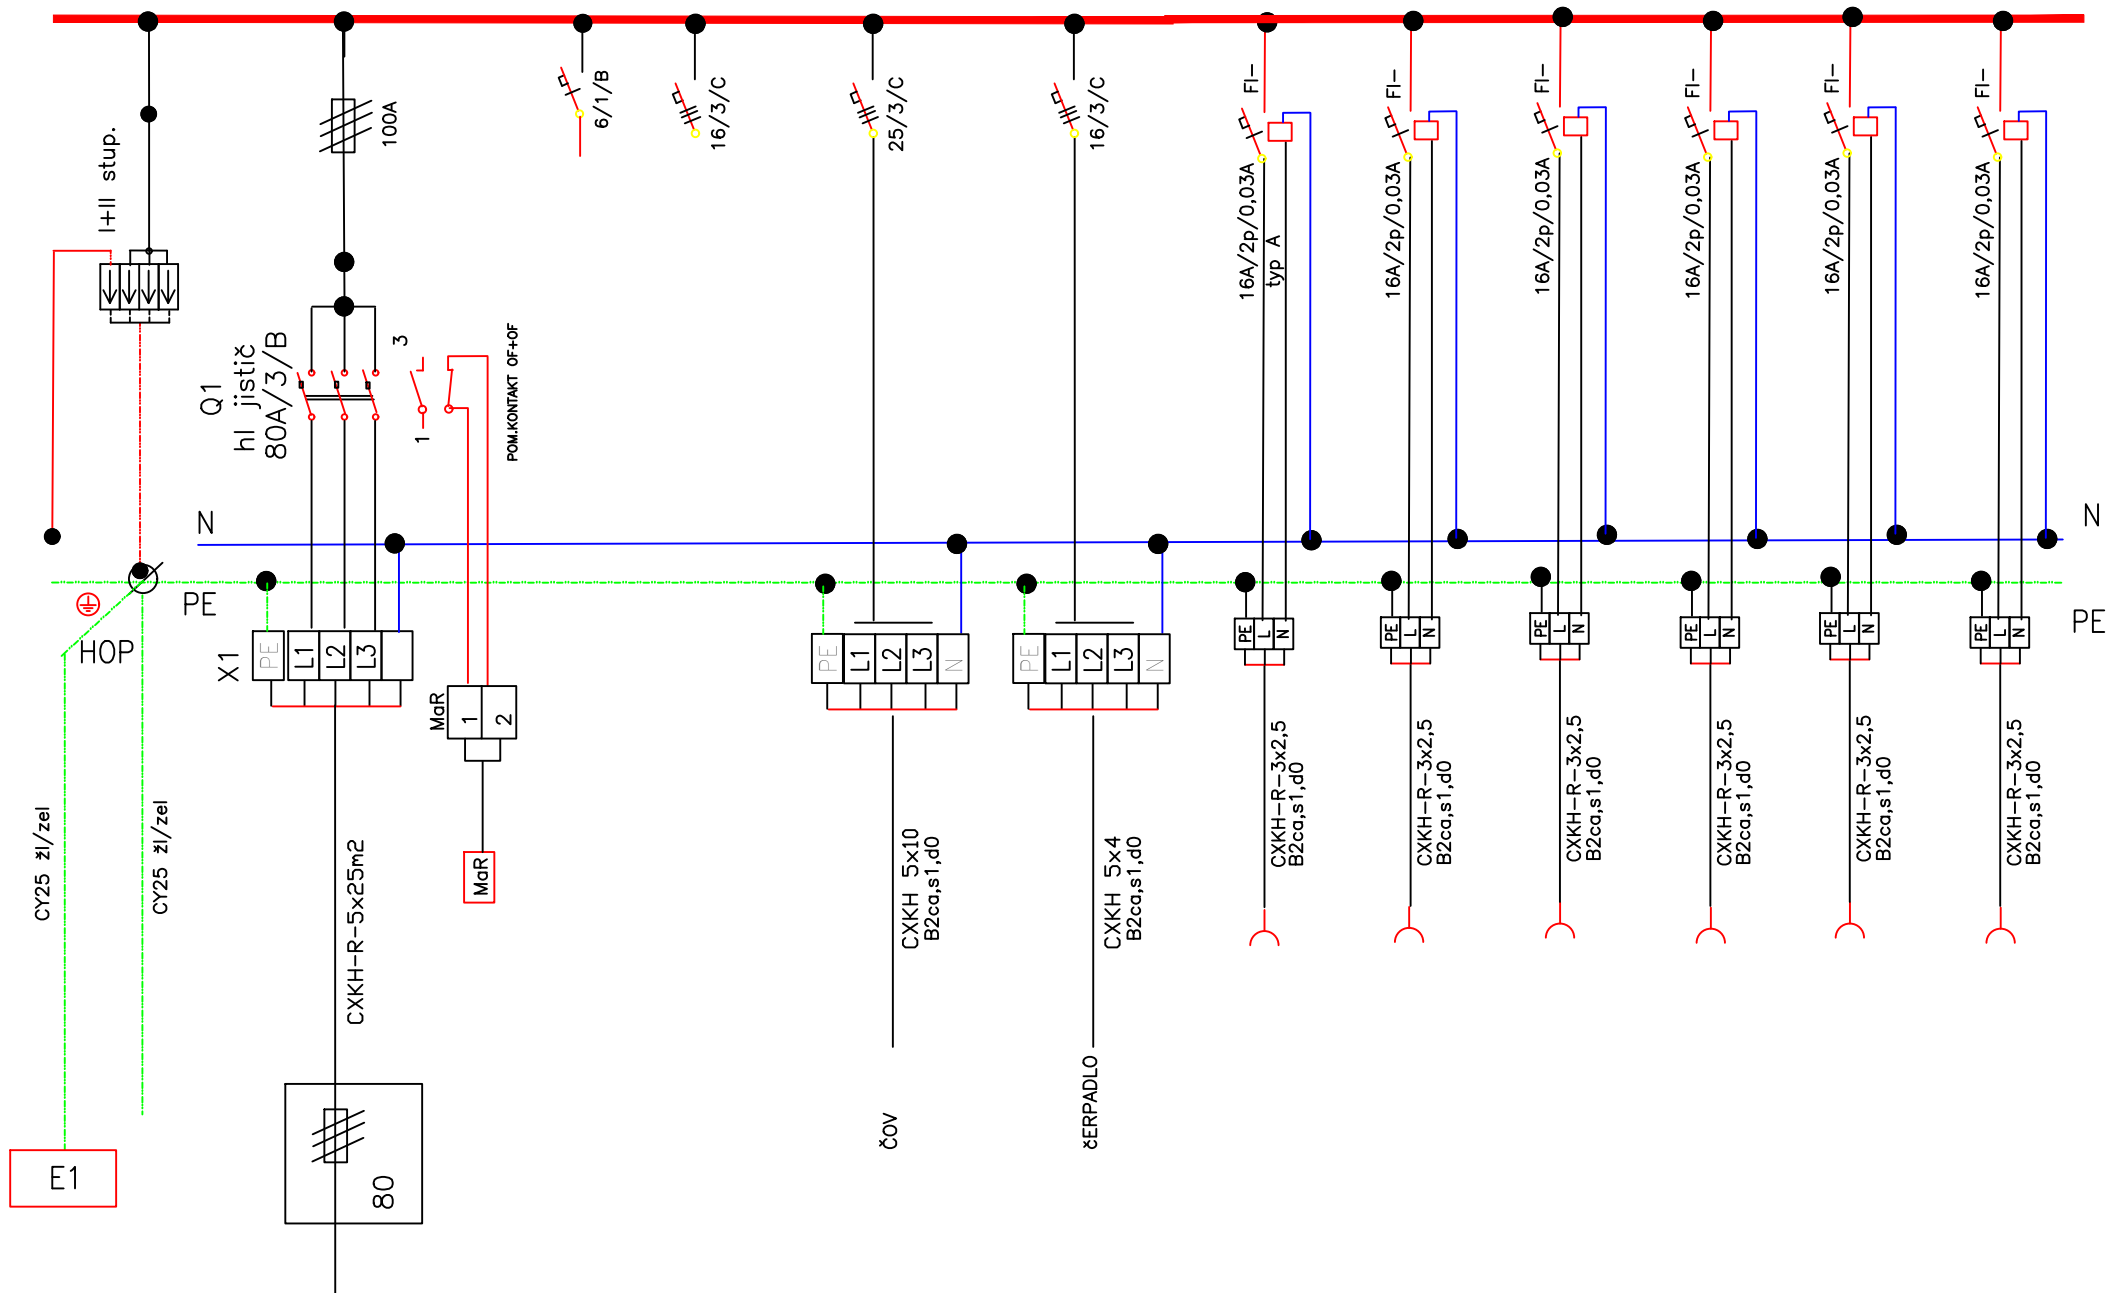 I+II stup.
100A
6/1/B
16/3/C
25/3/C
16/3/C
FI-
16A/2p/0,03A
typ A
FI-
16A/2p/0,03A
FI-
16A/2p/0,03A
FI-
16A/2p/0,03A
FI-
16A/2p/0,03A
FI-
16A/2p/0,03A
Q1
hl jistič
80A/3/B
3
1
POM.KONTAKT OF+OF
N
N
PE
PE
HOP
X1
PE
L1
L2
L3
MaR
1
2
PE
L1
L2
L3
N
PE
L1
L2
L3
N
PE
L
N
PE
L
N
PE
L
N
PE
L
N
PE
L
N
PE
L
N
CY25 žl/zel
CY25 žl/zel
CXKH-R-5x25m2
MaR
CXKH 5x10
B2ca,s1,d0
CXKH 5x4
B2ca,s1,d0
CXKH-R-3x2,5
B2ca,s1,d0
CXKH-R-3x2,5
B2ca,s1,d0
CXKH-R-3x2,5
B2ca,s1,d0
CXKH-R-3x2,5
B2ca,s1,d0
CXKH-R-3x2,5
B2ca,s1,d0
CXKH-R-3x2,5
B2ca,s1,d0
ČOV
čERPADLO
E1
80